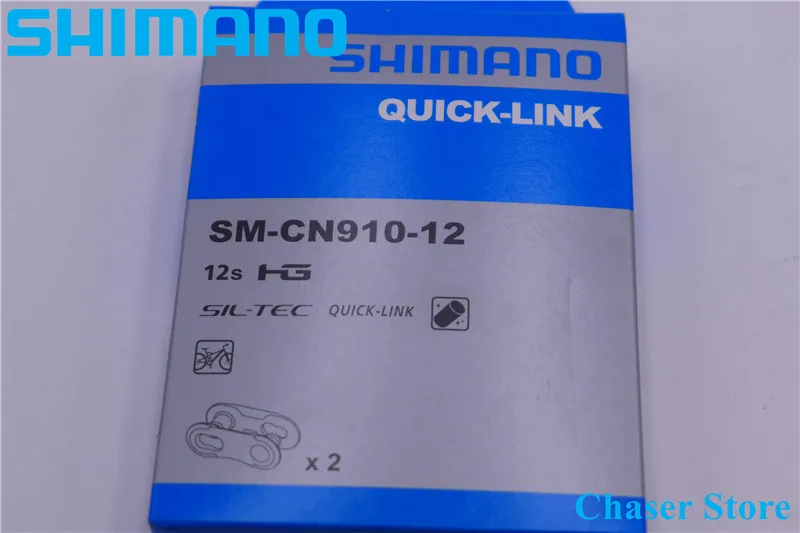 SHIMANO
SHIMANO
QUICK-LINK
SM-CN910-12
12s HG
SIL-TEC QUICK-LINK
x 2
Chaser Store